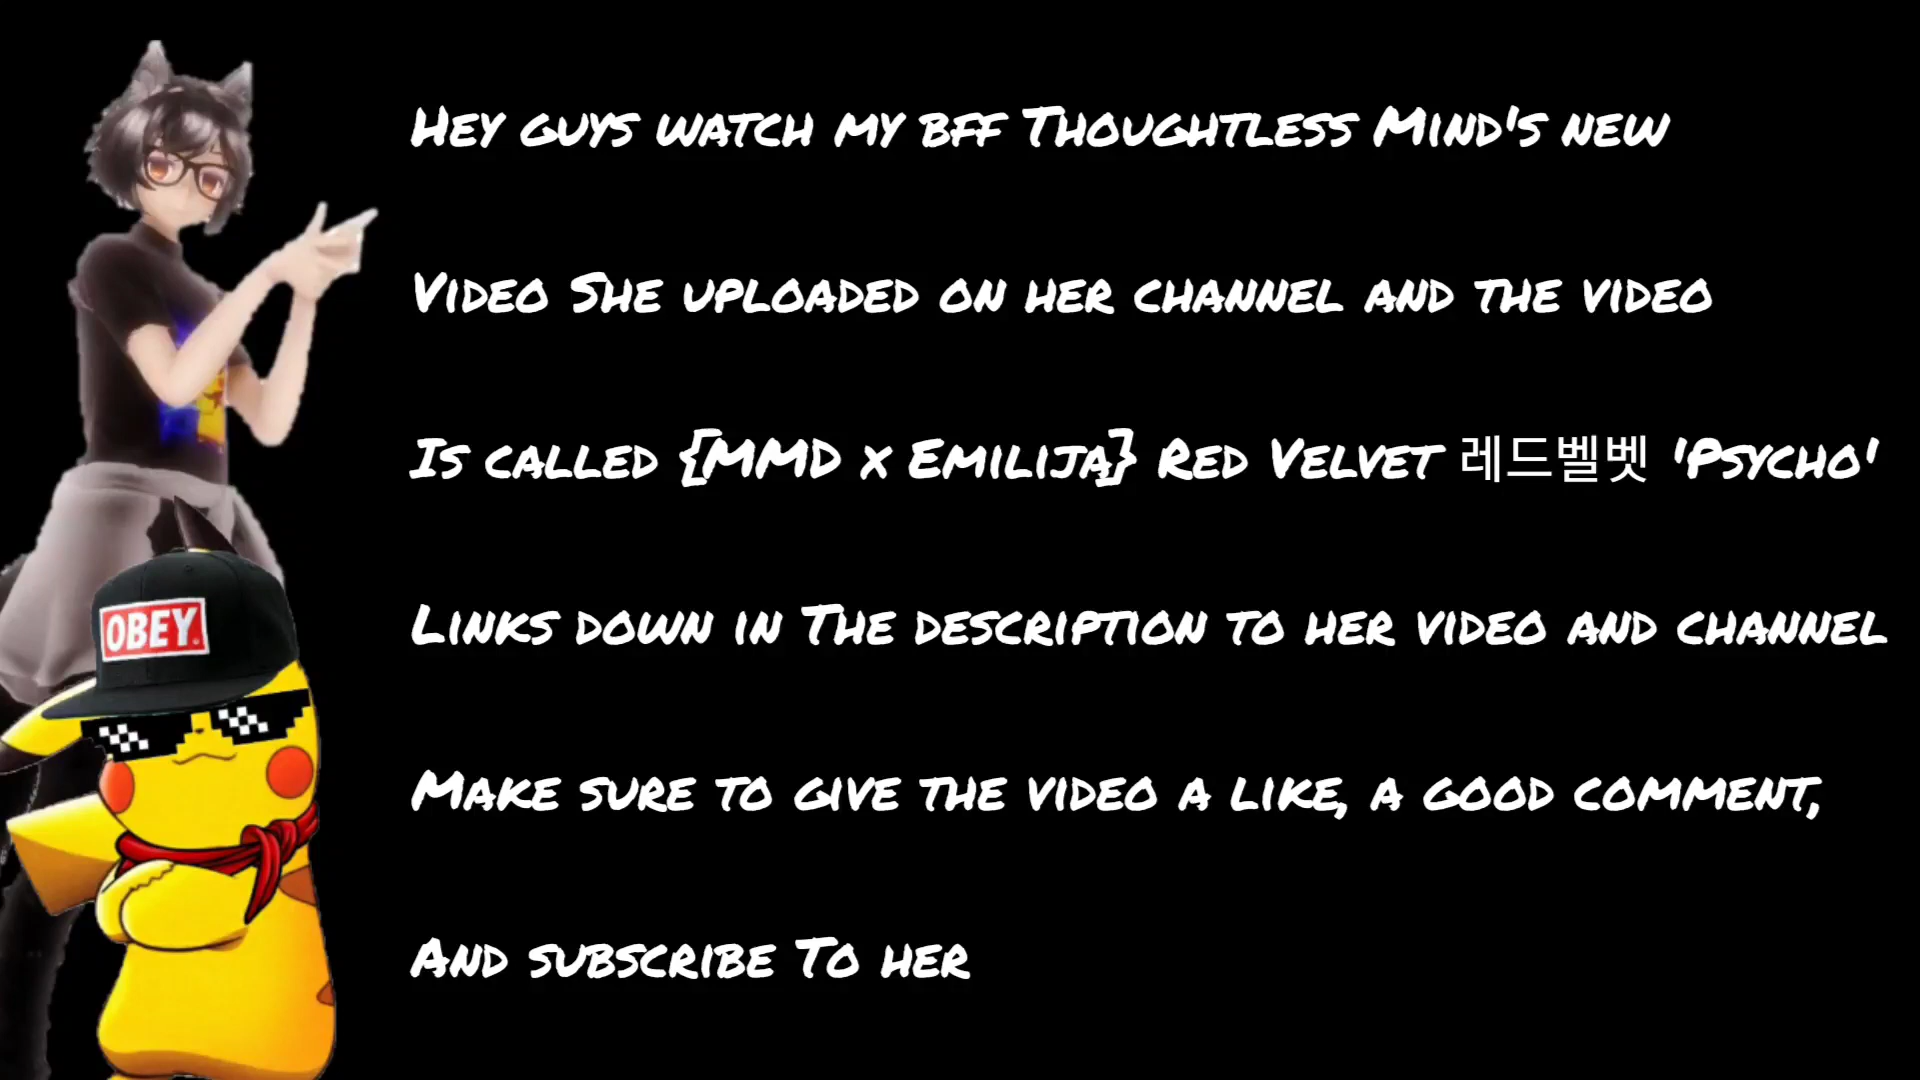 Hey guys watch my bff Thoughtless Mind's new
Video She uploaded on her channel and the video
Is called {MMD x Emilija} Red Velvet 레드벨벳 'Psycho'
OBEY.
Links down in The description to her video and channel
Make sure to give the video a like, a good comment,
And subscribe To her